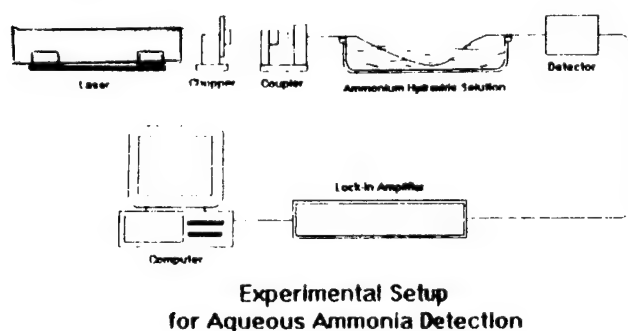 Laser
Chopper
Coupler
Ammonium Hydroxide Solution
Detector
Lock-in Amplifier
Computer
Experimental Setup
for Aqueous Ammonia Detection